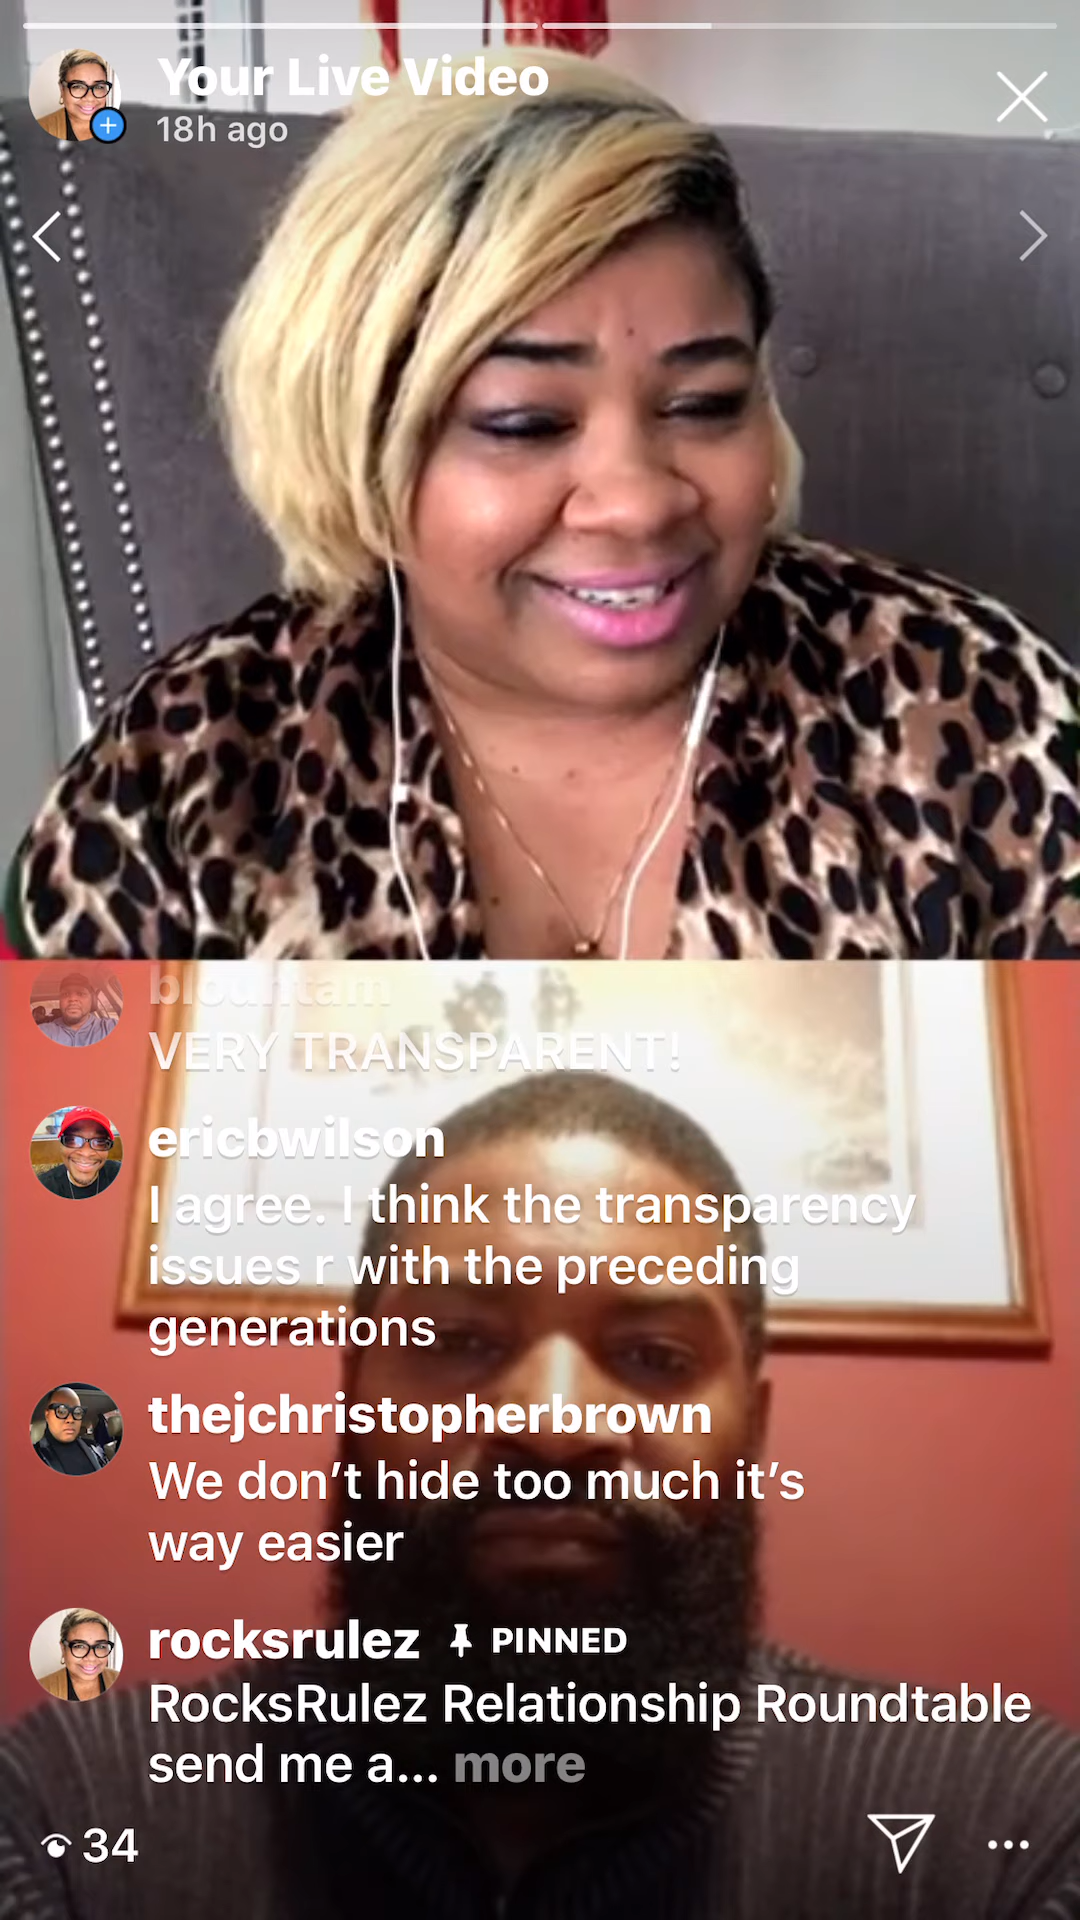 Your Live Video
18h ago
blountam
VERY TRANSPARENT!
ericbwilson
I agree. I think the transparency
issues r with the preceding
generations
thejchristopherbrown
We don’t hide too much it’s
way easier
rocksrulez PINNED
RocksRulez Relationship Roundtable
send me a... more
34